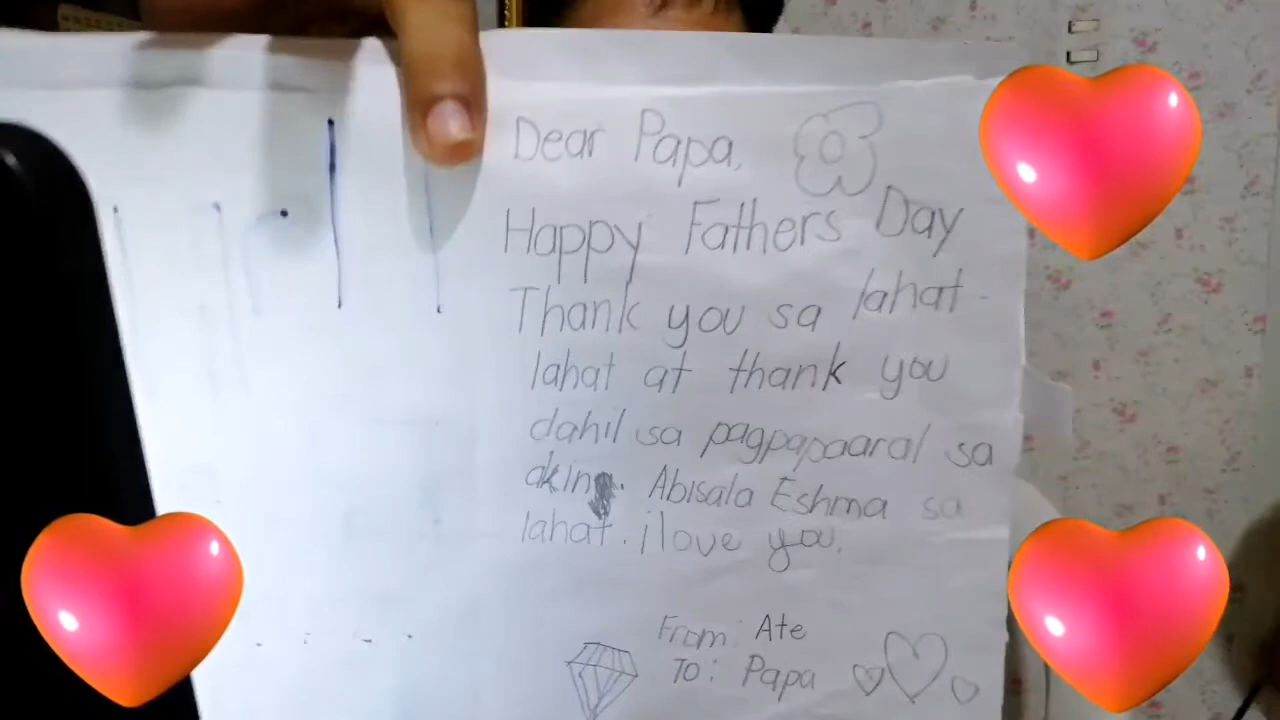 Dear Papa,
Happy Fathers Day
Thank you sa lahat-
lahat at thank you
dahil sa pagpapaaral sa
akin. Abisala Eshma sa
lahat. i love you.
From: Ate
To: Papa